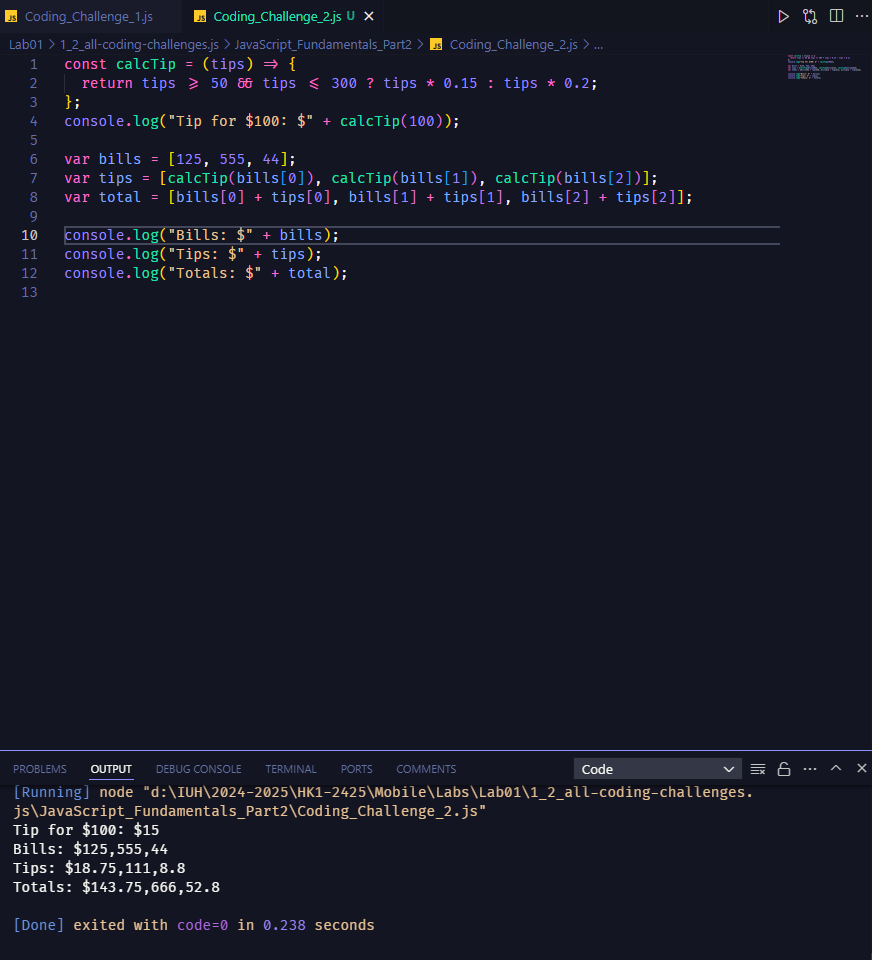 JS Coding_Challenge_1.js JS Coding_Challenge_2.js U
Lab01 > 1_2_all-coding-challenges.js > JavaScript_Fundamentals_Part2 > JS Coding_Challenge_2.js > ...
1 const calcTip = (tips) => {
2 return tips >= 50 && tips <= 300 ? tips * 0.15 : tips * 0.2;
3 };
4 console.log("Tip for $100: $" + calcTip(100));
5
6 var bills = [125, 555, 44];
7 var tips = [calcTip(bills[0]), calcTip(bills[1]), calcTip(bills[2])];
8 var total = [bills[0] + tips[0], bills[1] + tips[1], bills[2] + tips[2]];
9
10 console.log("Bills: $" + bills);
11 console.log("Tips: $" + tips);
12 console.log("Totals: $" + total);
13
PROBLEMS OUTPUT DEBUG CONSOLE TERMINAL PORTS COMMENTS Code
[Running] node "d:\IUH\2024-2025\HK1-2425\Mobile\Labs\Lab01\1_2_all-coding-challenges.
js\JavaScript_Fundamentals_Part2\Coding_Challenge_2.js"
Tip for $100: $15
Bills: $125,555,44
Tips: $18.75,111,8.8
Totals: $143.75,666,52.8
[Done] exited with code=0 in 0.238 seconds